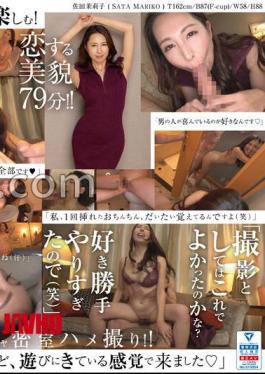 佐田茉莉子(SATA MARIKO) T162cm/B87(F-cup)/W58/H88
楽しむ!
恋する
美貌
79分!!
「男の人が喜んでいるのが好きなんです♡」
全部です♥
「私、1回挿れたおちんちん、だいたい覚えてるんですよ(笑)
「撮影と
してはこれで
よかったのかな?
好き勝手
やりすぎ
たので(笑)
密室ハメ撮り!!
ど、遊びにきている感覚で来ました♡」